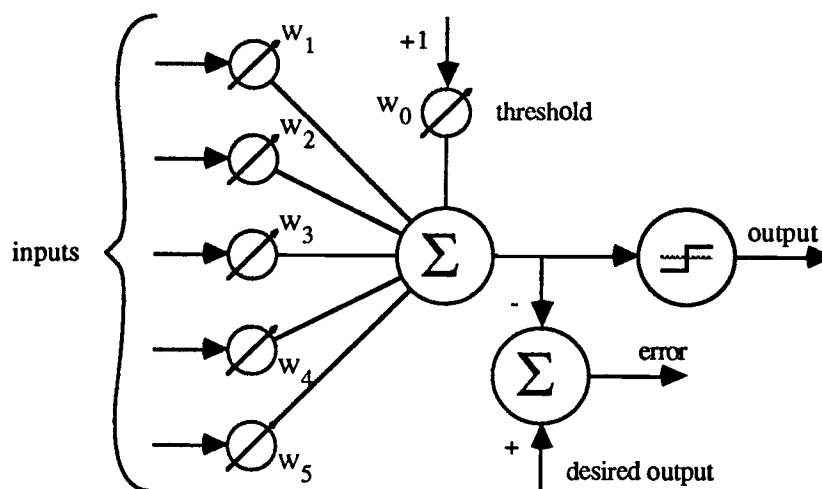 w1
+1
w0
threshold
w2
inputs
w3
Σ
output
-
Σ
error
w4
+
w5
desired output